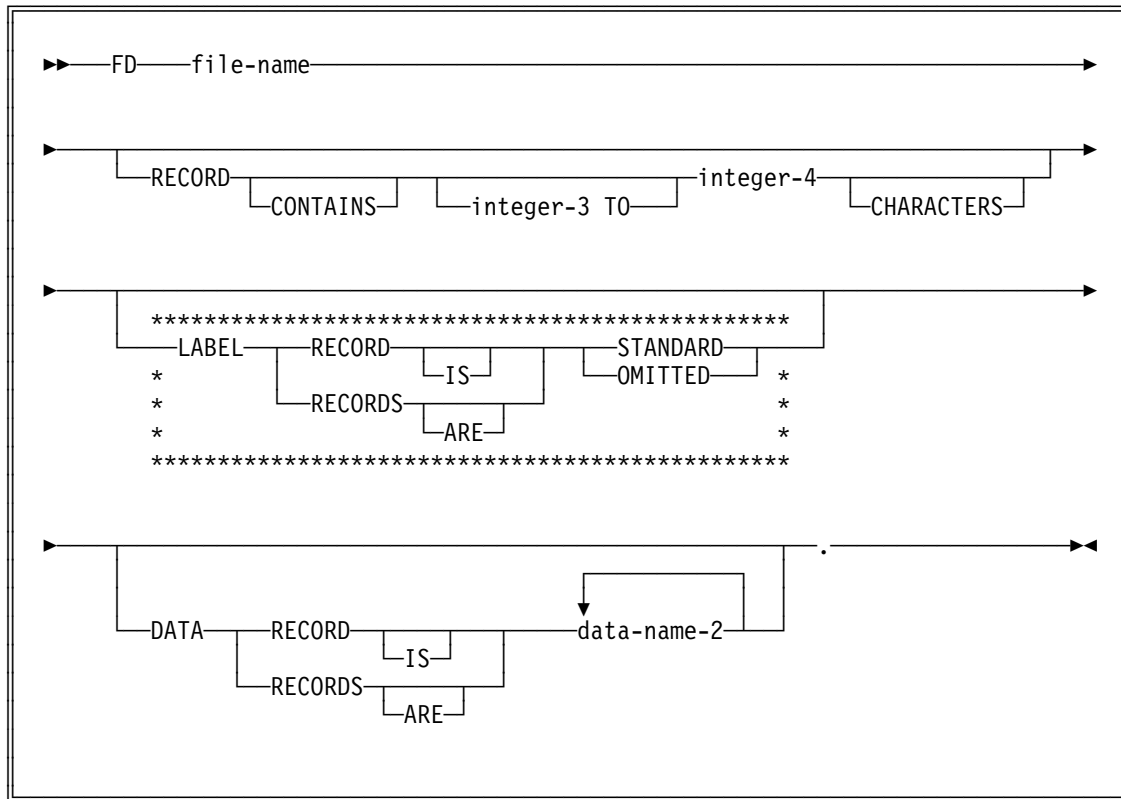 FD file-name
RECORD integer-4
CONTAINS integer-3 TO CHARACTERS
************************************************
LABEL RECORD STANDARD
* IS OMITTED *
* RECORDS *
* ARE *
************************************************
.
DATA RECORD data-name-2
IS
RECORDS
ARE